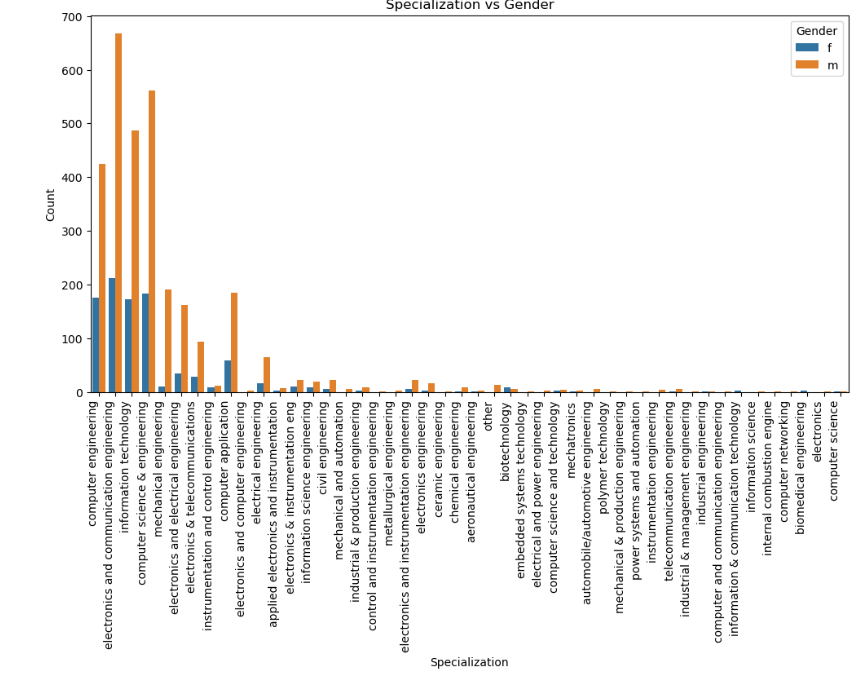 Specialization vs Gender
Gender
f
m
700
600
500
400
300
200
100
0
Count
computer engineering
electronics and communication engineering
information technology
computer science & engineering
mechanical engineering
electronics and electrical engineering
electronics & telecommunications
instrumentation and control engineering
computer application
electronics and computer engineering
electrical engineering
applied electronics and instrumentation
electronics & instrumentation eng
information science engineering
civil engineering
mechanical and automation
industrial & production engineering
control and instrumentation engineering
metallurgical engineering
electronics and instrumentation engineering
electronics engineering
ceramic engineering
chemical engineering
aeronautical engineering
other
biotechnology
embedded systems technology
electrical and power engineering
computer science and technology
mechatronics
automobile/automotive engineering
polymer technology
mechanical & production engineering
power systems and automation
instrumentation engineering
telecommunication engineering
industrial & management engineering
industrial engineering
computer and communication engineering
information & communication technology
information science
internal combustion engine
computer networking
biomedical engineering
electronics
computer science
Specialization